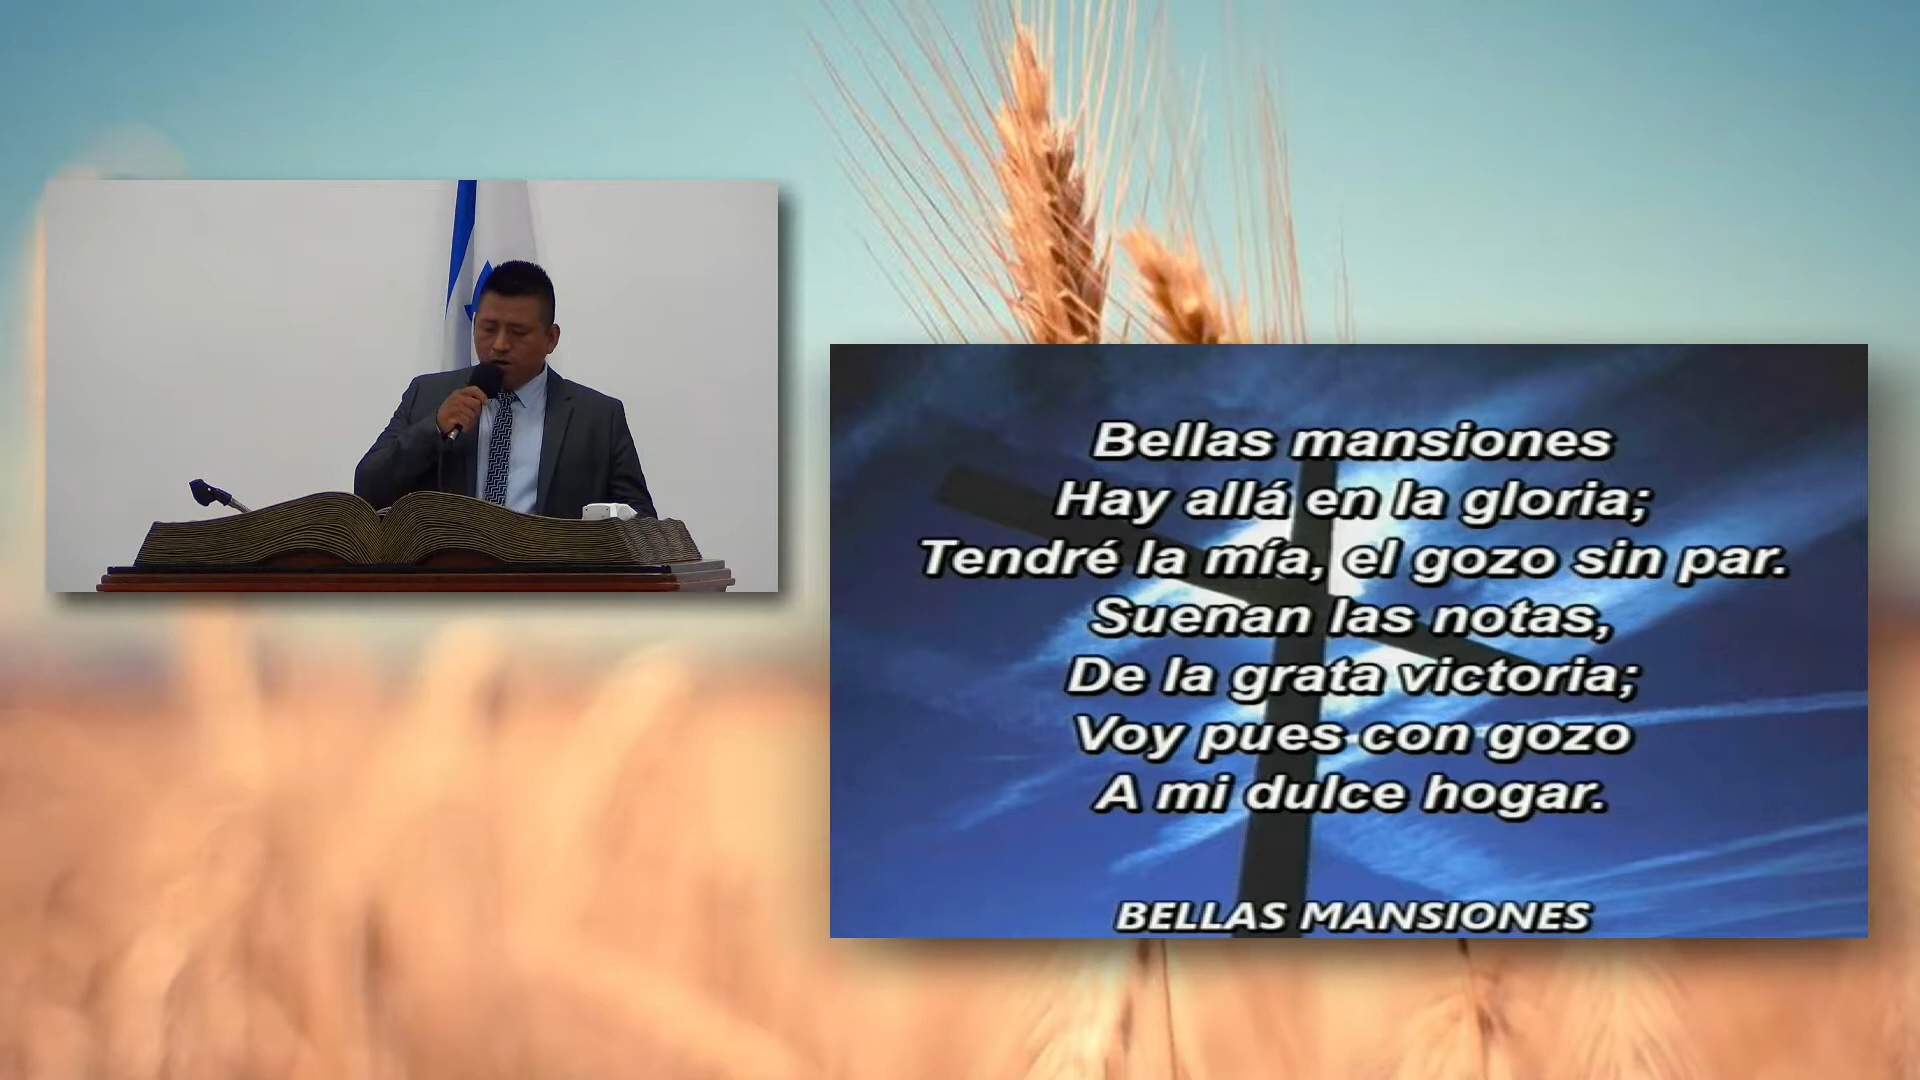 Bellas mansiones
Hay allá en la gloria;
Tendré la mía, el gozo sin par.
Suenan las notas,
De la grata victoria;
Voy pues con gozo
A mi dulce hogar.
BELLAS MANSIONES